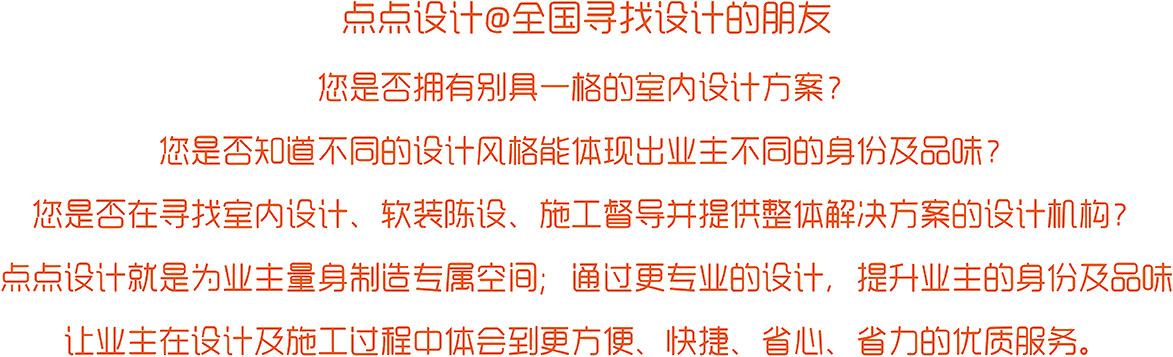 点点设计@全国寻找设计的朋友
您是否拥有别具一格的室内设计方案？
您是否知道不同的设计风格能体现出业主不同的身份及品味？
您是否在寻找室内设计、软装陈设、施工督导并提供整体解决方案的设计机构？
点点设计就是为业主量身制造专属空间；通过更专业的设计，提升业主的身份及品味
让业主在设计及施工过程中体会到更方便、快捷、省心、省力的优质服务。